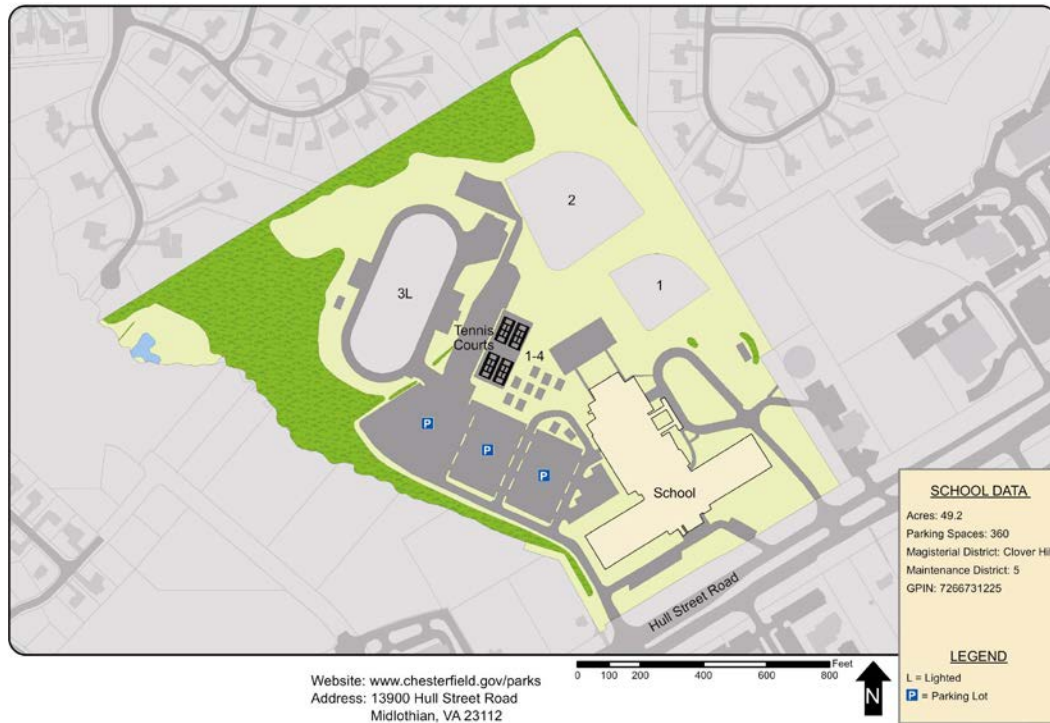 2
1
3L
Tennis
Courts
1-4
P
P
P
School
Hull Street Road
SCHOOL DATA
Acres: 49.2
Parking Spaces: 360
Magisterial District: Clover Hi
Maintenance District: 5
GPIN: 7266731225
LEGEND
L = Lighted
P = Parking Lot
Feet
0 100 200 400 600 800
N
Website: www.chesterfield.gov/parks
Address: 13900 Hull Street Road
Midlothian, VA 23112